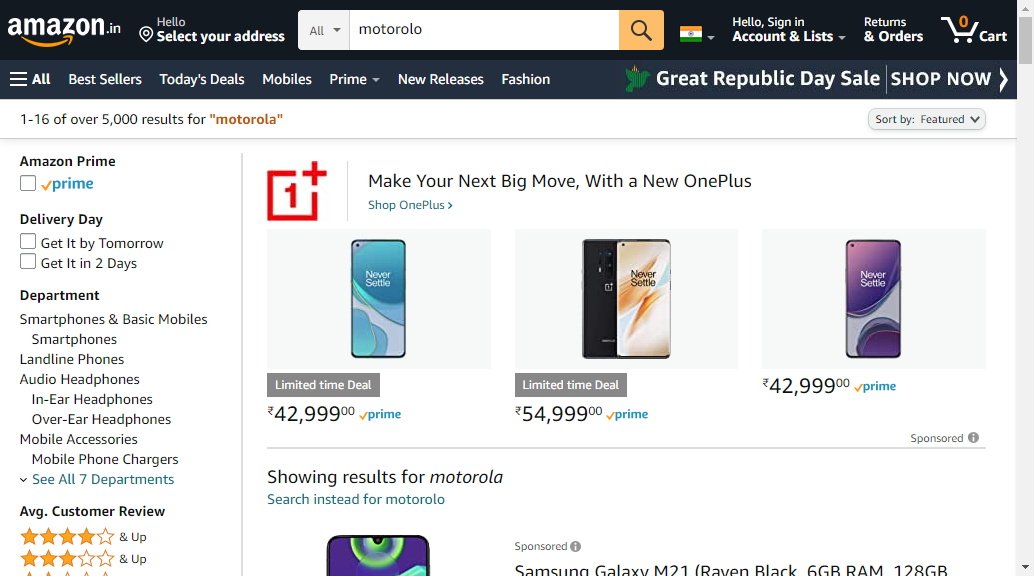 amazon.in
Hello
Select your address
All
motorolo
Hello, Sign in
Account & Lists
Returns
& Orders
0
Cart
All
Best Sellers
Today's Deals
Mobiles
Prime
New Releases
Fashion
Great Republic Day Sale
SHOP NOW
1-16 of over 5,000 results for "motorola"
Sort by: Featured
Amazon Prime
prime
Delivery Day
Get It by Tomorrow
Get It in 2 Days
Department
Smartphones & Basic Mobiles
Smartphones
Landline Phones
Audio Headphones
In-Ear Headphones
Over-Ear Headphones
Mobile Accessories
Mobile Phone Chargers
See All 7 Departments
Avg. Customer Review
& Up
& Up
1+
Make Your Next Big Move, With a New OnePlus
Shop OnePlus ›
Never
Settle
Never
Settle
Never
Settle
Limited time Deal
₹42,99900 prime
Limited time Deal
₹54,99900 prime
₹42,99900 prime
Sponsored
Showing results for motorola
Search instead for motorolo
Sponsored
Samsung Galaxy M21 (Raven Black, 6GB RAM, 128GB